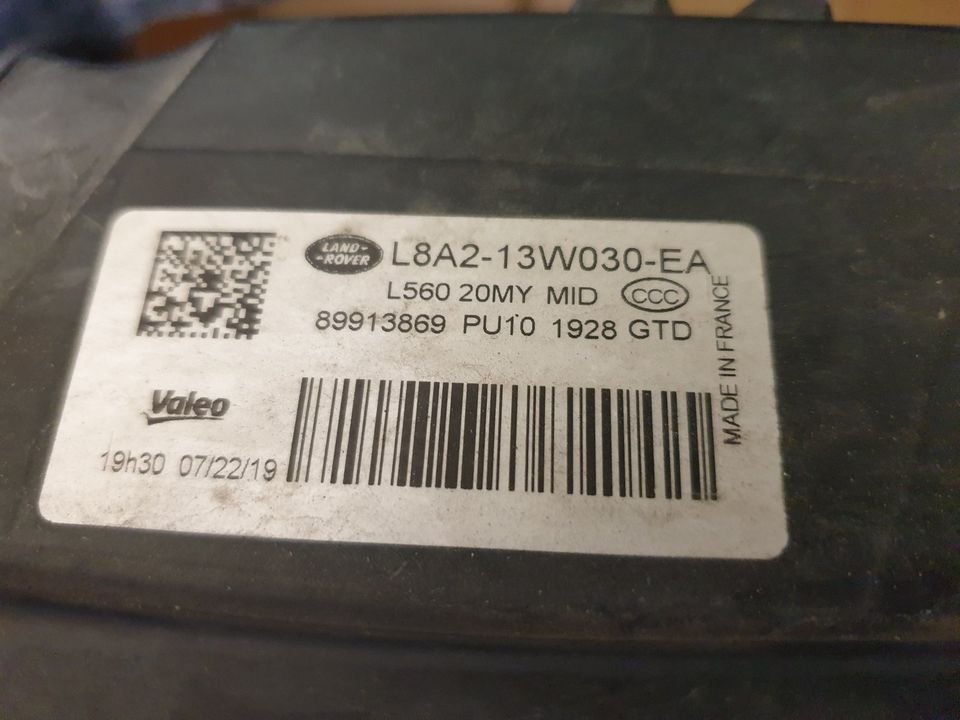 LAND-
-ROVER
L8A2-13W030-EA
L560 20MY MID CCC
89913869 PU10 1928 GTD
MADE IN FRANCE
Valeo
19h30 07/22/19